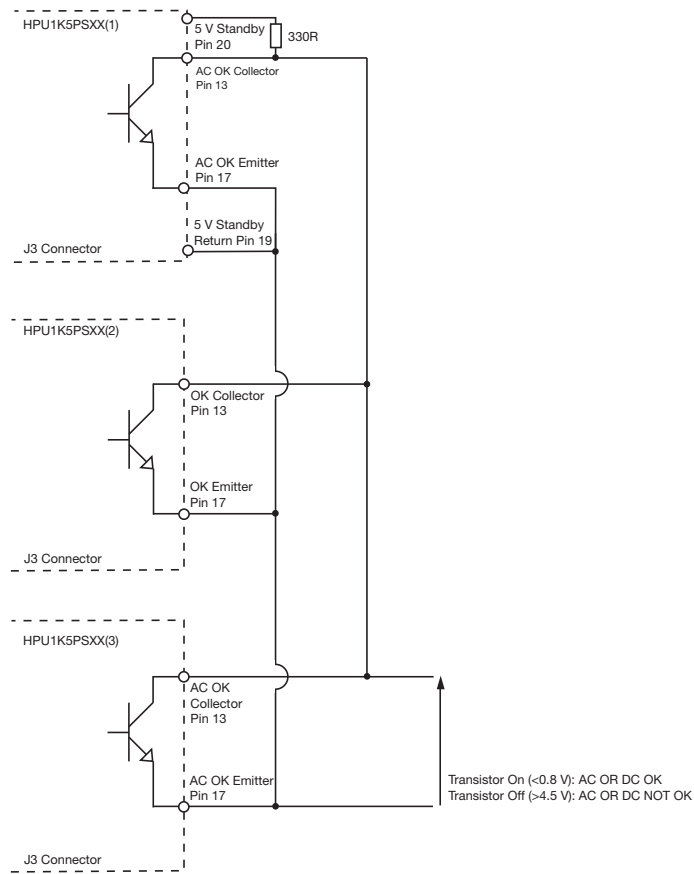 HPU1K5PSXX(1)
5 V Standby
Pin 20
330R
AC OK Collector
Pin 13
AC OK Emitter
Pin 17
5 V Standby
Return Pin 19
J3 Connector
HPU1K5PSXX(2)
OK Collector
Pin 13
OK Emitter
Pin 17
J3 Connector
HPU1K5PSXX(3)
AC OK
Collector
Pin 13
AC OK Emitter
Pin 17
Transistor On (<0.8 V): AC OR DC OK
Transistor Off (>4.5 V): AC OR DC NOT OK
J3 Connector